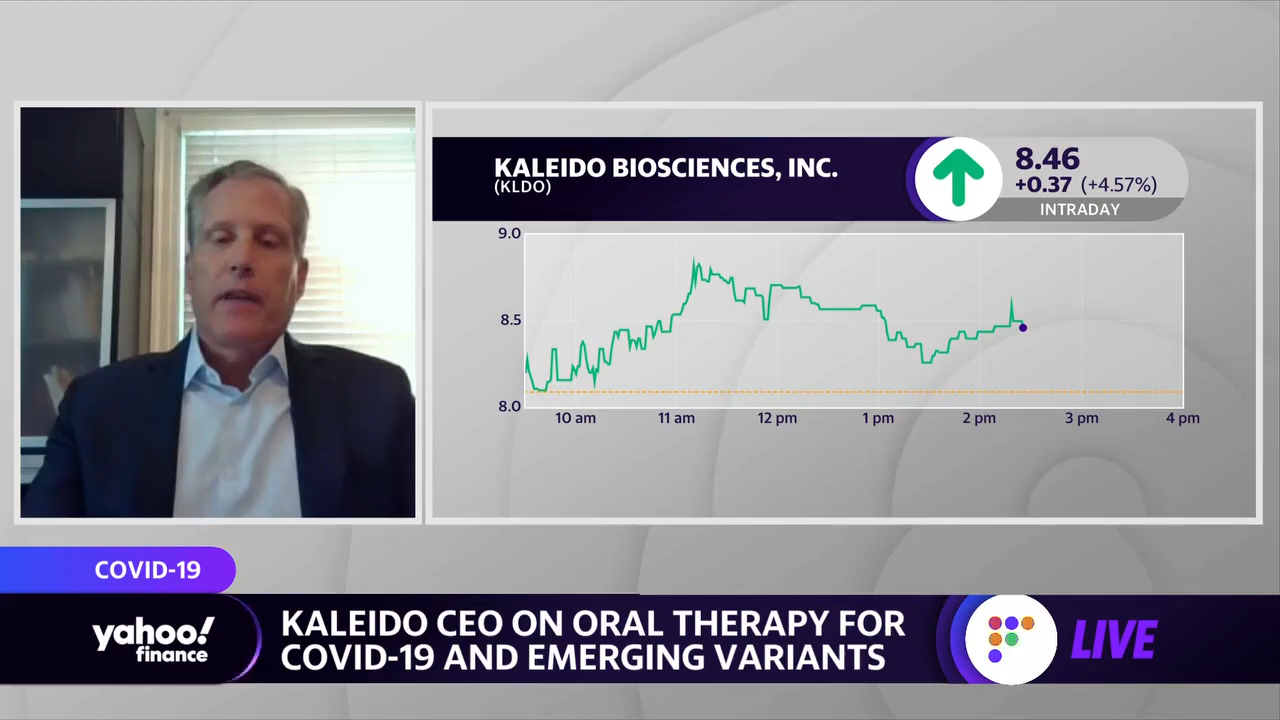 KALEIDO BIOSCIENCES, INC.
(KLDO)
8.46
+0.37 (+4.57%)
INTRADAY
9.0
8.5
8.0
10 am 11 am 12 pm 1 pm 2 pm 3 pm 4 pm
COVID-19
yahoo!
finance
KALEIDO CEO ON ORAL THERAPY FOR
COVID-19 AND EMERGING VARIANTS
LIVE